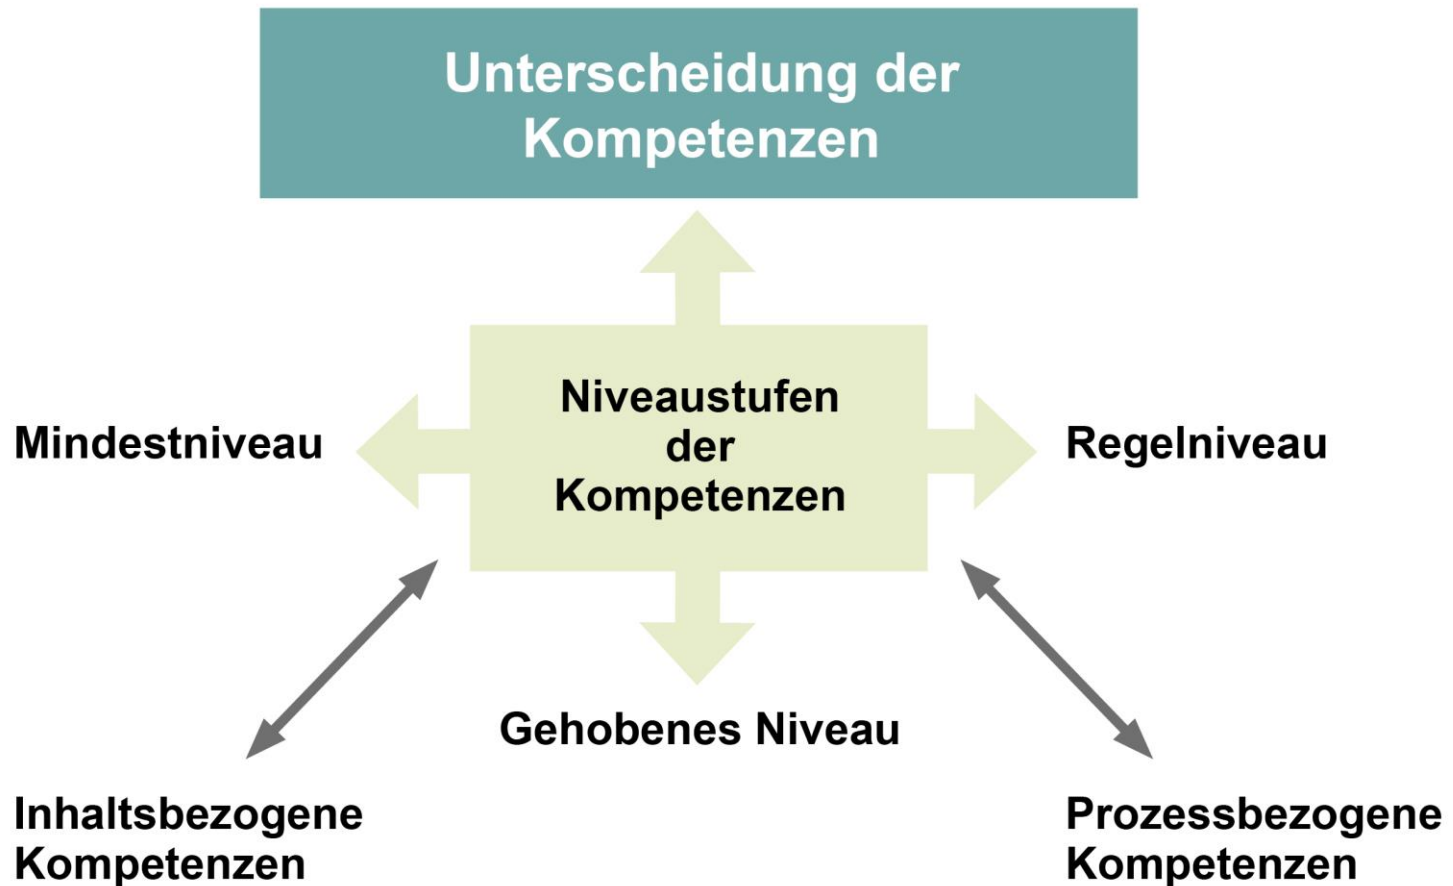 Unterscheidung der
Kompetenzen
Niveaustufen
der
Kompetenzen
Mindestniveau
Regelniveau
Gehobenes Niveau
Inhaltsbezogene
Kompetenzen
Prozessbezogene
Kompetenzen